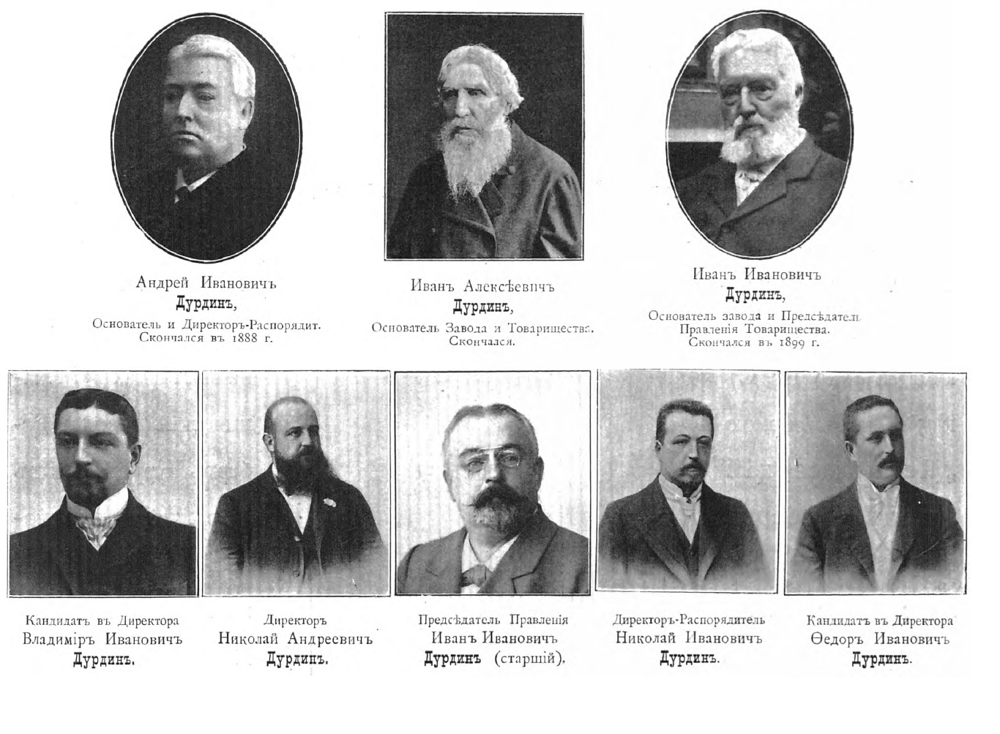 Андрей Ивановичъ
Дурдинъ,
Основатель и Директоръ-Распорядит.
Скончался въ 1888 г.
Иванъ Алексѣевичъ
Дурдинъ,
Основатель Завода и Товарищества.
Скончался.
Иванъ Ивановичъ
Дурдинъ,
Основатель завода и Предсѣдатель
Правленія Товарищества.
Скончался въ 1899 г.
Кандидатъ въ Директора
Владиміръ Ивановичъ
Дурдинъ.
Директоръ
Николай Андреевичъ
Дурдинъ.
Предсѣдатель Правленія
Иванъ Ивановичъ
Дурдинъ (старшій).
Директоръ-Распорядитель
Николай Ивановичъ
Дурдинъ.
Кандидатъ въ Директора
Ѳедоръ Ивановичъ
Дурдинъ.